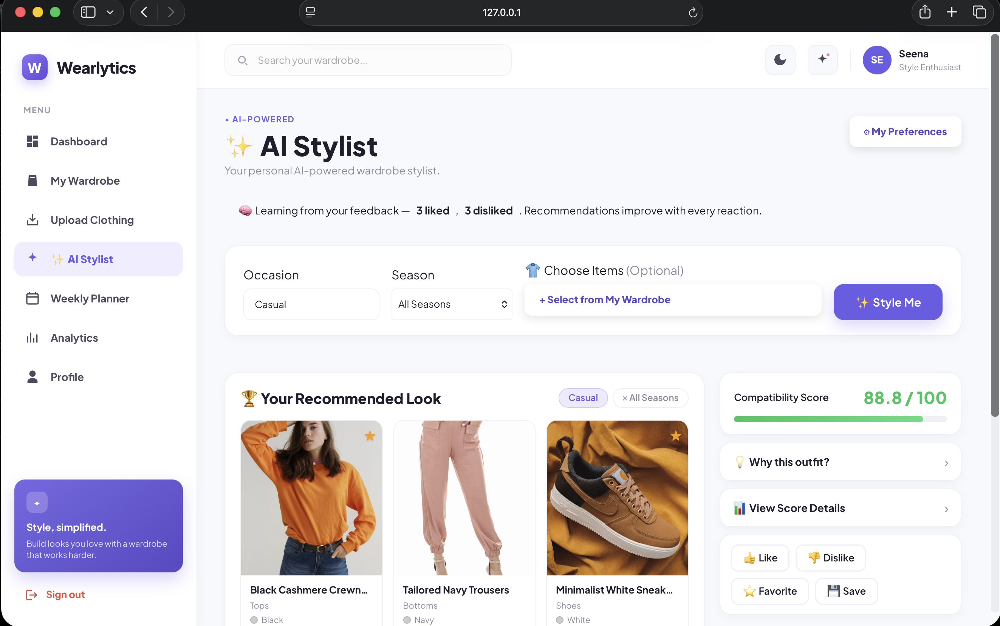 127.0.0.1
W Wearlytics
Search your wardrobe...
SE
Seena
Style Enthusiast
MENU
Dashboard
My Wardrobe
Upload Clothing
✨ AI Stylist
Weekly Planner
Analytics
Profile
Style, simplified.
Build looks you love with a wardrobe
that works harder.
Sign out
✦ AI-POWERED
✨ AI Stylist
Your personal AI-powered wardrobe stylist.
⚙ My Preferences
🧠 Learning from your feedback — 3 liked , 3 disliked . Recommendations improve with every reaction.
Occasion
Casual
Season
All Seasons
👕 Choose Items (Optional)
+ Select from My Wardrobe
✨ Style Me
🏆 Your Recommended Look
Casual
× All Seasons
Black Cashmere Crewn...
Tops
Black
Tailored Navy Trousers
Bottoms
Navy
AIR
Minimalist White Sneak...
Shoes
White
Compatibility Score
88.8 / 100
💡 Why this outfit?
📊 View Score Details
👍 Like
👎 Dislike
⭐ Favorite
💾 Save